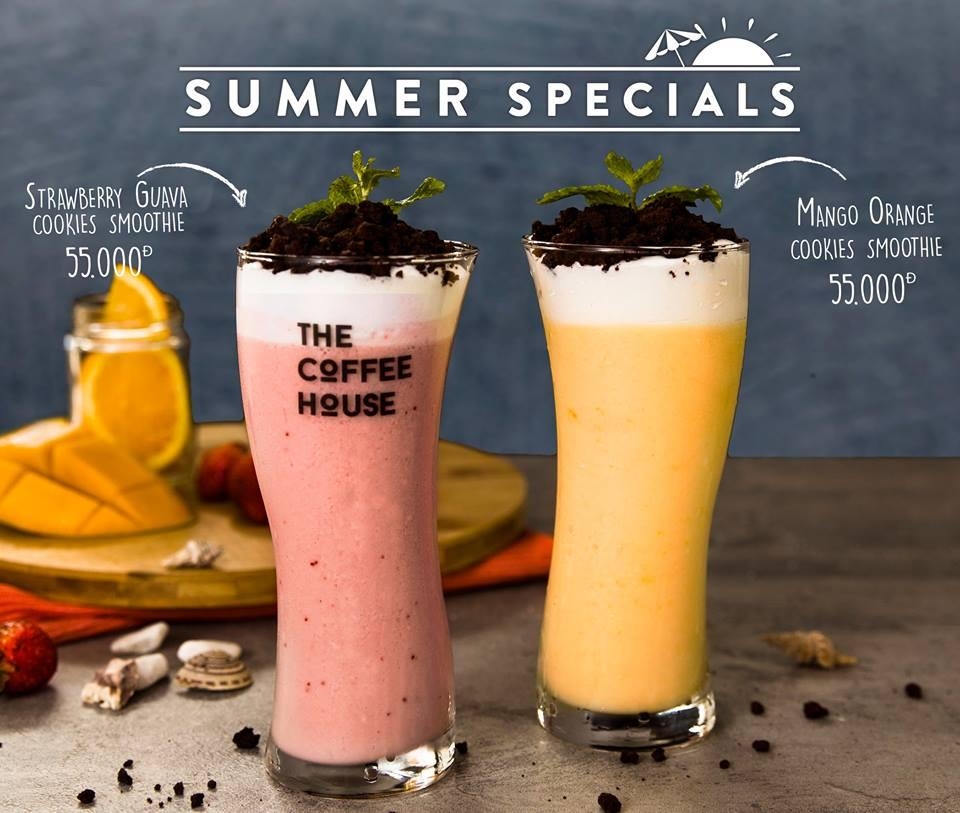 SUMMER SPECIALS
STRAWBERRY GUAVA
COOKIES SMOOTHIE
55.000Đ
MANGO ORANGE
COOKIES SMOOTHIE
55.000Đ
THE
COFFEE
HOUSE